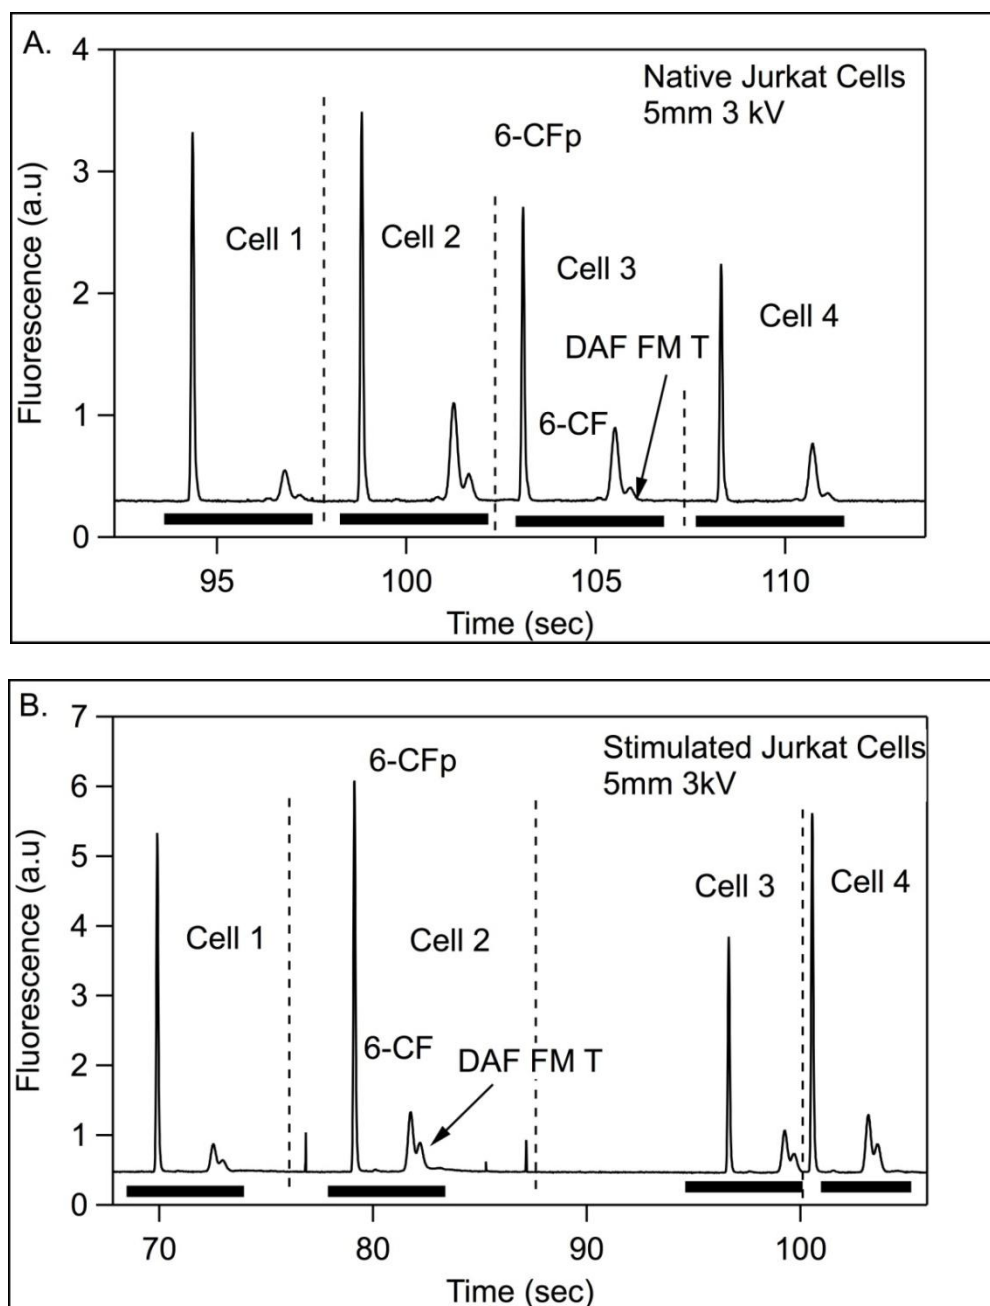 A.
Native Jurkat Cells
5mm 3 kV
6-CFp
Cell 1
Cell 2
Cell 3
Cell 4
DAF FM T
6-CF
Fluorescence (a.u)
4
3
2
1
0
95
100
105
110
Time (sec)
B.
Stimulated Jurkat Cells
5mm 3kV
6-CFp
Cell 1
Cell 2
Cell 3
Cell 4
6-CF
DAF FM T
Fluorescence (a.u)
7
6
5
4
3
2
1
0
70
80
90
100
Time (sec)